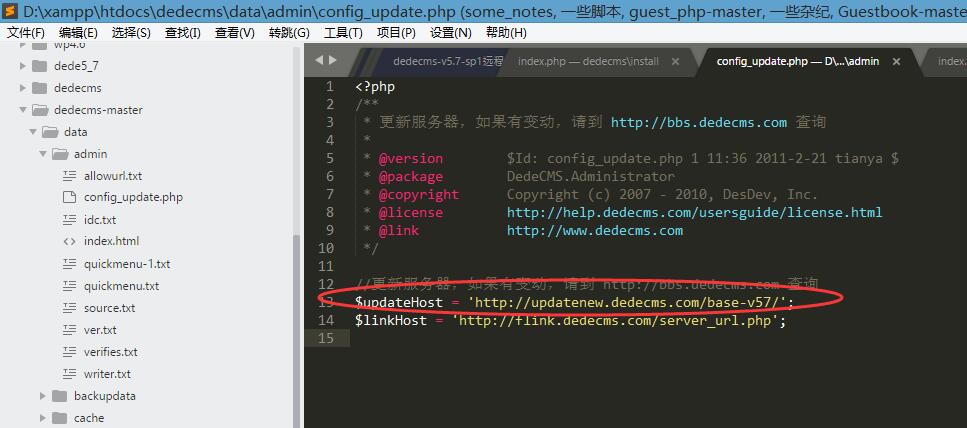 D:\xampp\htdocs\dedecms\data\admin\config_update.php (some_notes, 一些脚本, guest_php-master, 一些杂纪, Guestbook-maste
文件(F) 编辑(E) 选择(S) 查找(I) 查看(V) 跳转(G) 工具(T) 项目(P) 设置(N) 帮助(H)
wp4.6
dede5_7
dedecms
dedecms-master
data
admin
allowurl.txt
config_update.php
idc.txt
index.html
quickmenu-1.txt
quickmenu.txt
source.txt
ver.txt
verifies.txt
writer.txt
backupdata
cache
dedecms-v5.7-sp1远程 index.php — dedecms\install × config_update.php — D\...\admin × index.
1 <?php
2 /**
3 * 更新服务器，如果有变动，请到 http://bbs.dedecms.com 查询
4 *
5 * @version $Id: config_update.php 1 11:36 2011-2-21 tianya $
6 * @package DedeCMS.Administrator
7 * @copyright Copyright (c) 2007 - 2010, DesDev, Inc.
8 * @license http://help.dedecms.com/usersguide/license.html
9 * @link http://www.dedecms.com
10 */
11
12 //更新服务器，如果有变动，请到 http://bbs.dedecms.com 查询
13 $updateHost = 'http://updatenew.dedecms.com/base-v57/';
14 $linkHost = 'http://flink.dedecms.com/server_url.php';
15